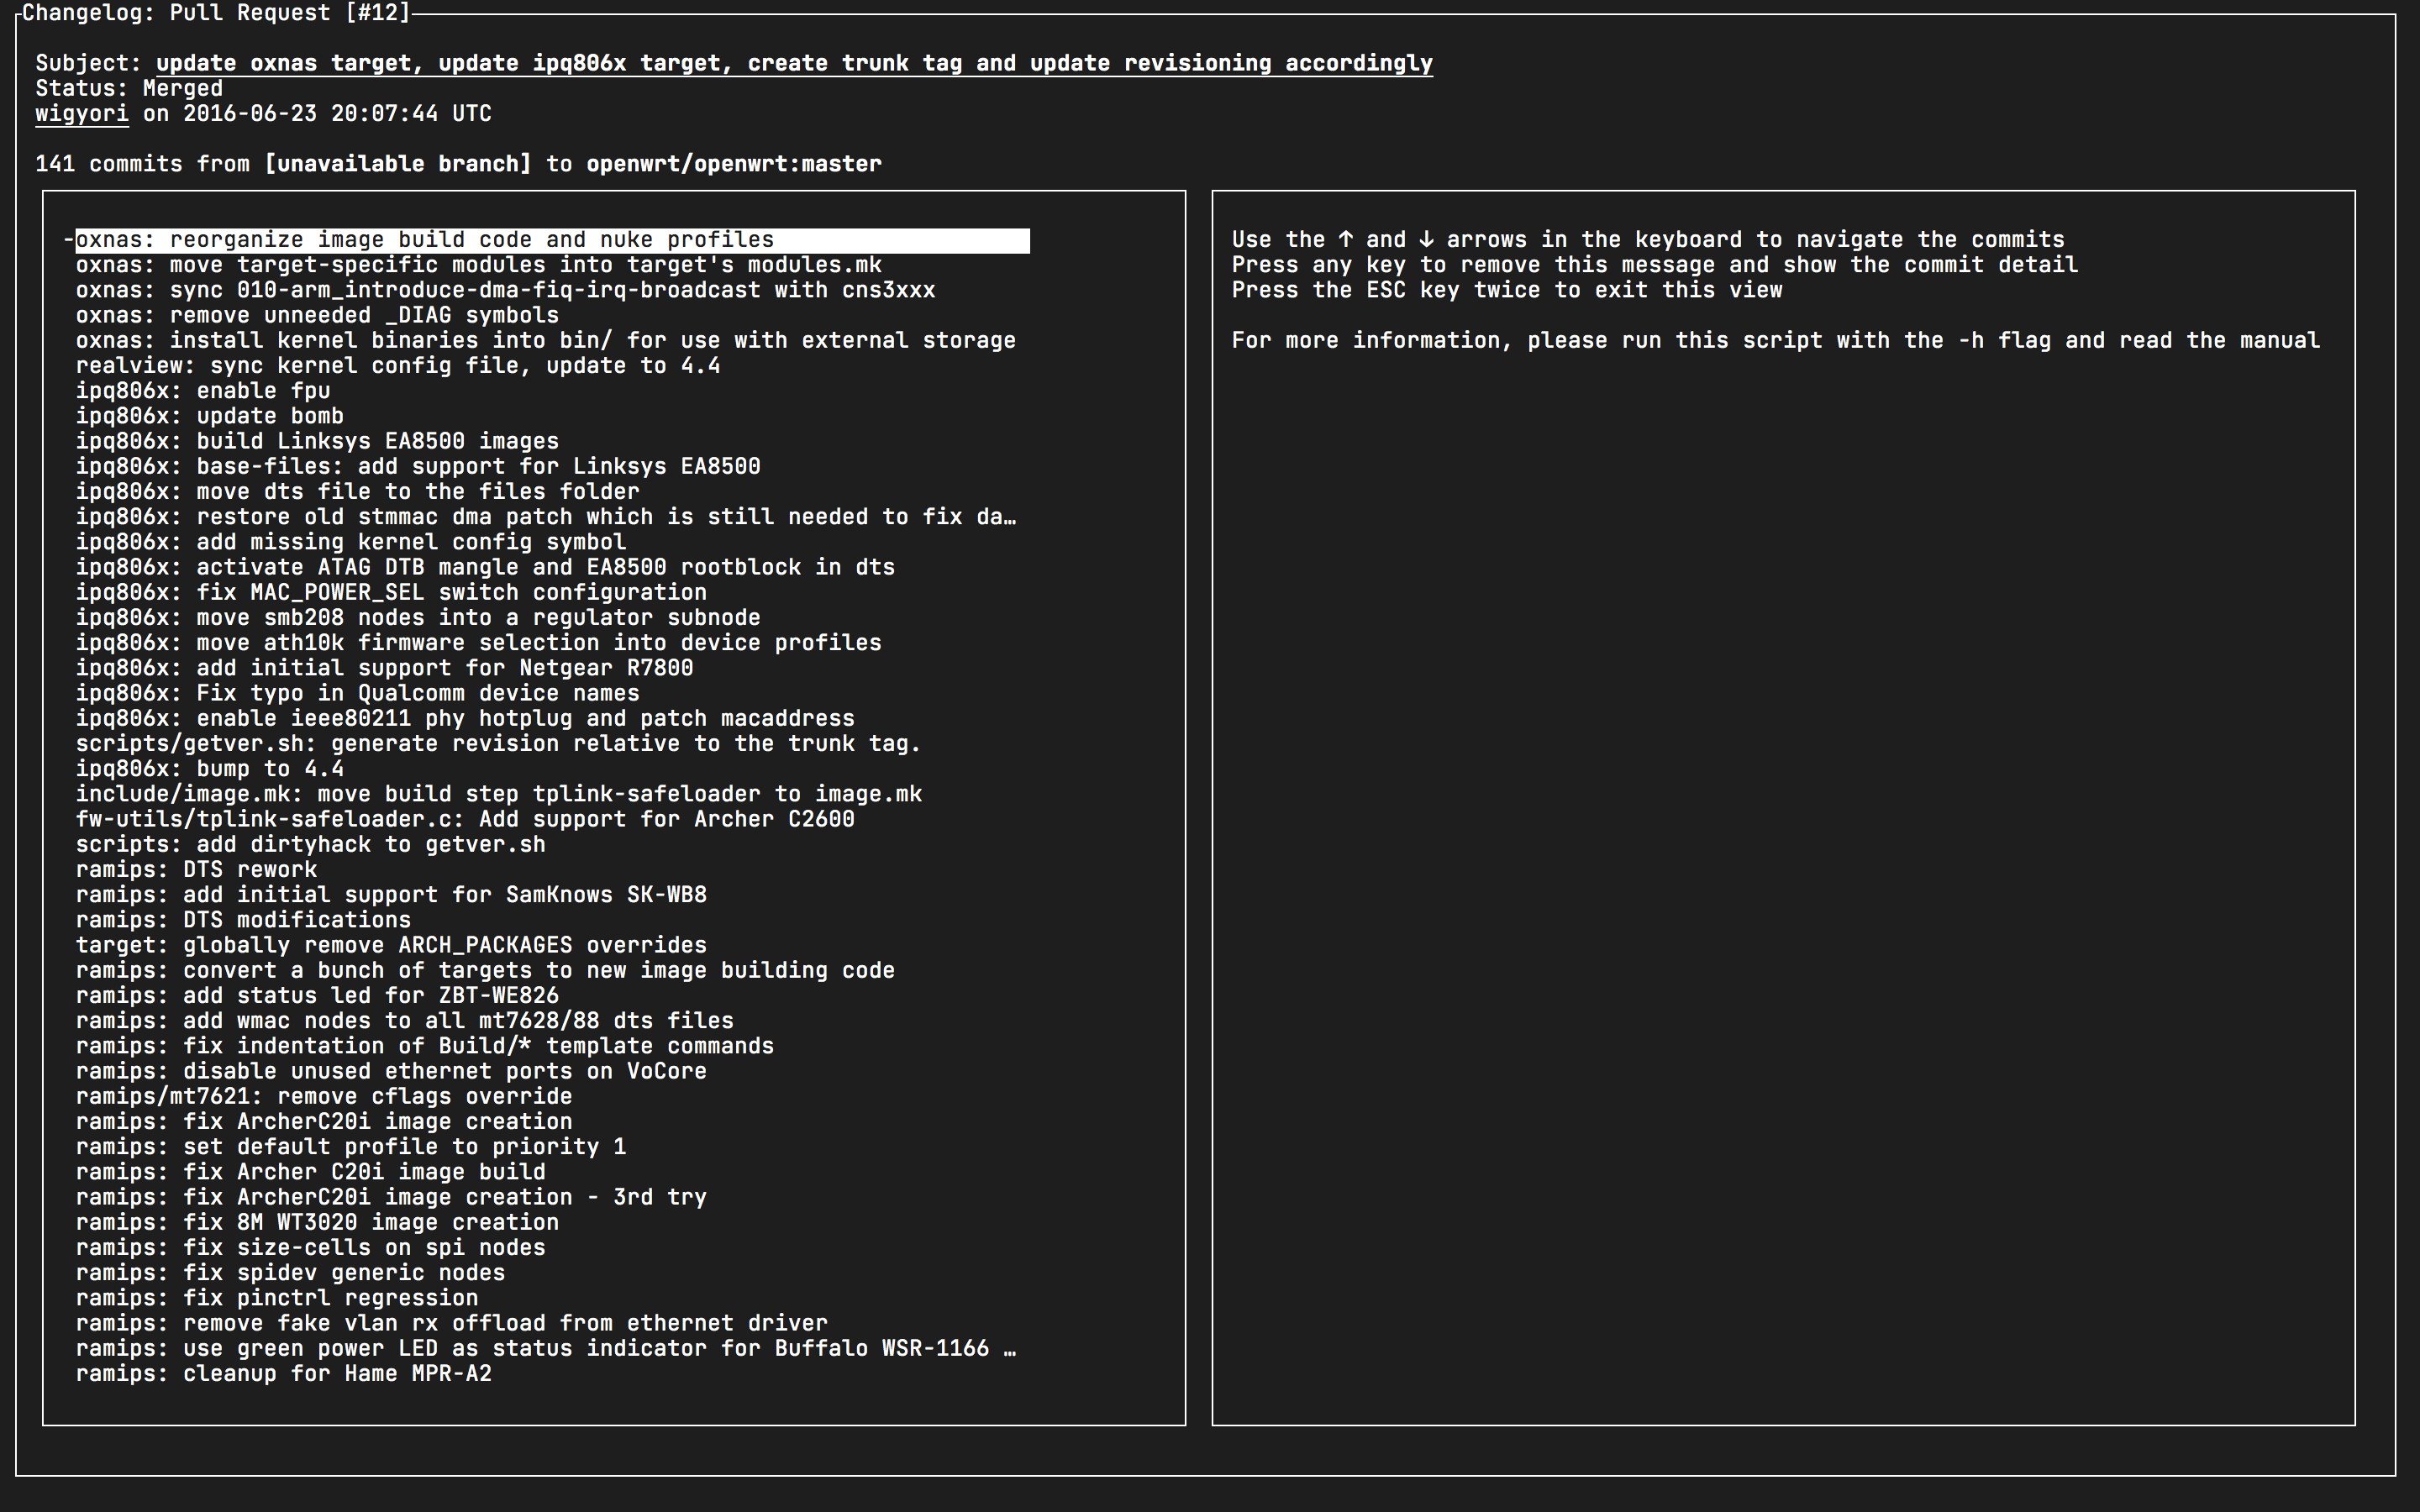 Changelog: Pull Request [#12]
Subject: update oxnas target, update ipq806x target, create trunk tag and update revisioning accordingly
Status: Merged
wigyori on 2016-06-23 20:07:44 UTC
141 commits from [unavailable branch] to openwrt/openwrt:master
-oxnas: reorganize image build code and nuke profiles
oxnas: move target-specific modules into target's modules.mk
oxnas: sync 010-arm_introduce-dma-fiq-irq-broadcast with cns3xxx
oxnas: remove unneeded _DIAG symbols
oxnas: install kernel binaries into bin/ for use with external storage
realview: sync kernel config file, update to 4.4
ipq806x: enable fpu
ipq806x: update bomb
ipq806x: build Linksys EA8500 images
ipq806x: base-files: add support for Linksys EA8500
ipq806x: move dts file to the files folder
ipq806x: restore old stmmac dma patch which is still needed to fix da…
ipq806x: add missing kernel config symbol
ipq806x: activate ATAG DTB mangle and EA8500 rootblock in dts
ipq806x: fix MAC_POWER_SEL switch configuration
ipq806x: move smb208 nodes into a regulator subnode
ipq806x: move ath10k firmware selection into device profiles
ipq806x: add initial support for Netgear R7800
ipq806x: Fix typo in Qualcomm device names
ipq806x: enable ieee80211 phy hotplug and patch macaddress
scripts/getver.sh: generate revision relative to the trunk tag.
ipq806x: bump to 4.4
include/image.mk: move build step tplink-safeloader to image.mk
fw-utils/tplink-safeloader.c: Add support for Archer C2600
scripts: add dirtyhack to getver.sh
ramips: DTS rework
ramips: add initial support for SamKnows SK-WB8
ramips: DTS modifications
target: globally remove ARCH_PACKAGES overrides
ramips: convert a bunch of targets to new image building code
ramips: add status led for ZBT-WE826
ramips: add wmac nodes to all mt7628/88 dts files
ramips: fix indentation of Build/* template commands
ramips: disable unused ethernet ports on VoCore
ramips/mt7621: remove cflags override
ramips: fix ArcherC20i image creation
ramips: set default profile to priority 1
ramips: fix Archer C20i image build
ramips: fix ArcherC20i image creation - 3rd try
ramips: fix 8M WT3020 image creation
ramips: fix size-cells on spi nodes
ramips: fix spidev generic nodes
ramips: fix pinctrl regression
ramips: remove fake vlan rx offload from ethernet driver
ramips: use green power LED as status indicator for Buffalo WSR-1166 …
ramips: cleanup for Hame MPR-A2
Use the ↑ and ↓ arrows in the keyboard to navigate the commits
Press any key to remove this message and show the commit detail
Press the ESC key twice to exit this view
For more information, please run this script with the -h flag and read the manual